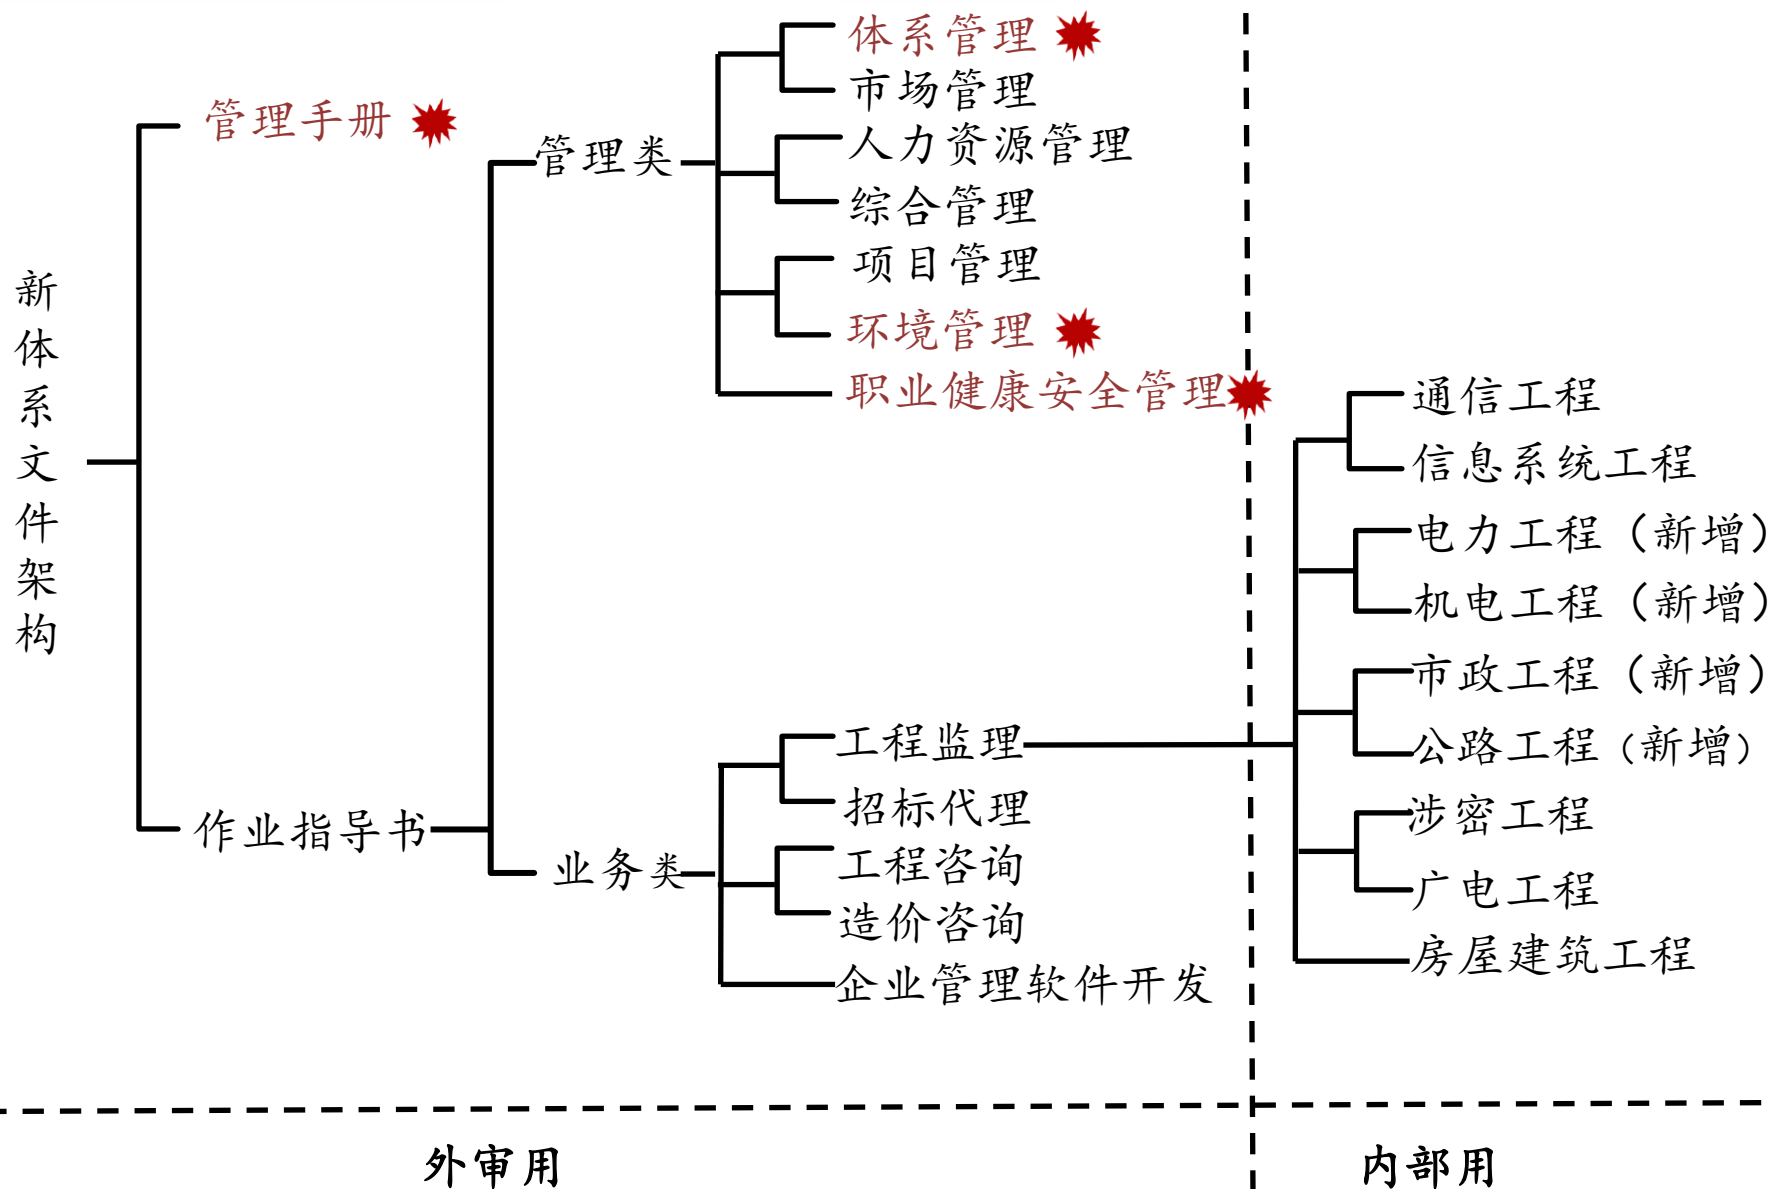 新体系文件架构
管理手册
作业指导书
管理类
业务类
体系管理
市场管理
人力资源管理
综合管理
项目管理
环境管理
职业健康安全管理
工程监理
招标代理
工程咨询
造价咨询
企业管理软件开发
通信工程
信息系统工程
电力工程（新增）
机电工程（新增）
市政工程（新增）
公路工程（新增）
涉密工程
广电工程
房屋建筑工程
外审用
内部用